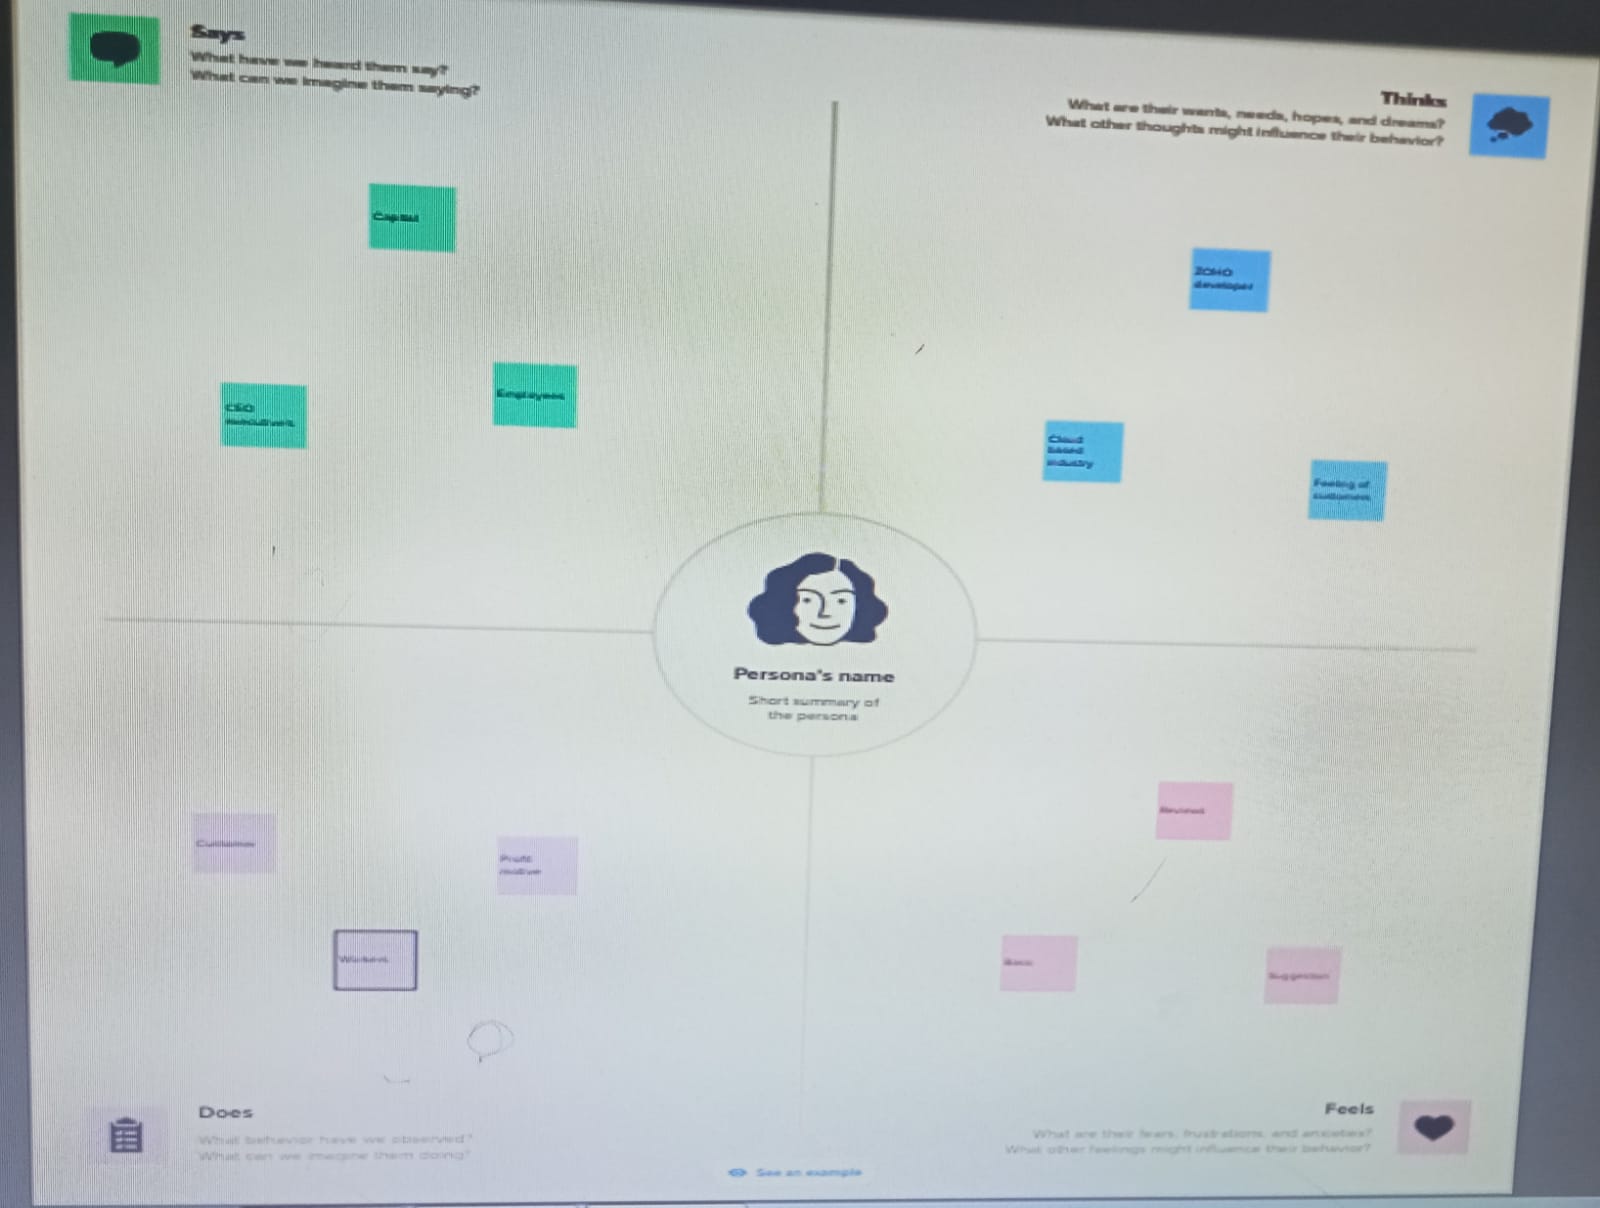 Says
What have we heard them say?
What can we imagine them saying?
Thinks
What are their wants, needs, hopes, and dreams?
What other thoughts might influence their behavior?
Capital
ZOHO
developer
CEO
Employees
Cloud
based
industry
Feeling of
customers
Persona's name
Short summary of
the persona
Customer
Profit
motive
Workers
Reviews
Suggestion
Does
What behavior have we observed?
What can we imagine them doing?
Feels
What are their fears, frustrations, and anxieties?
What other feelings might influence their behavior?
See an example